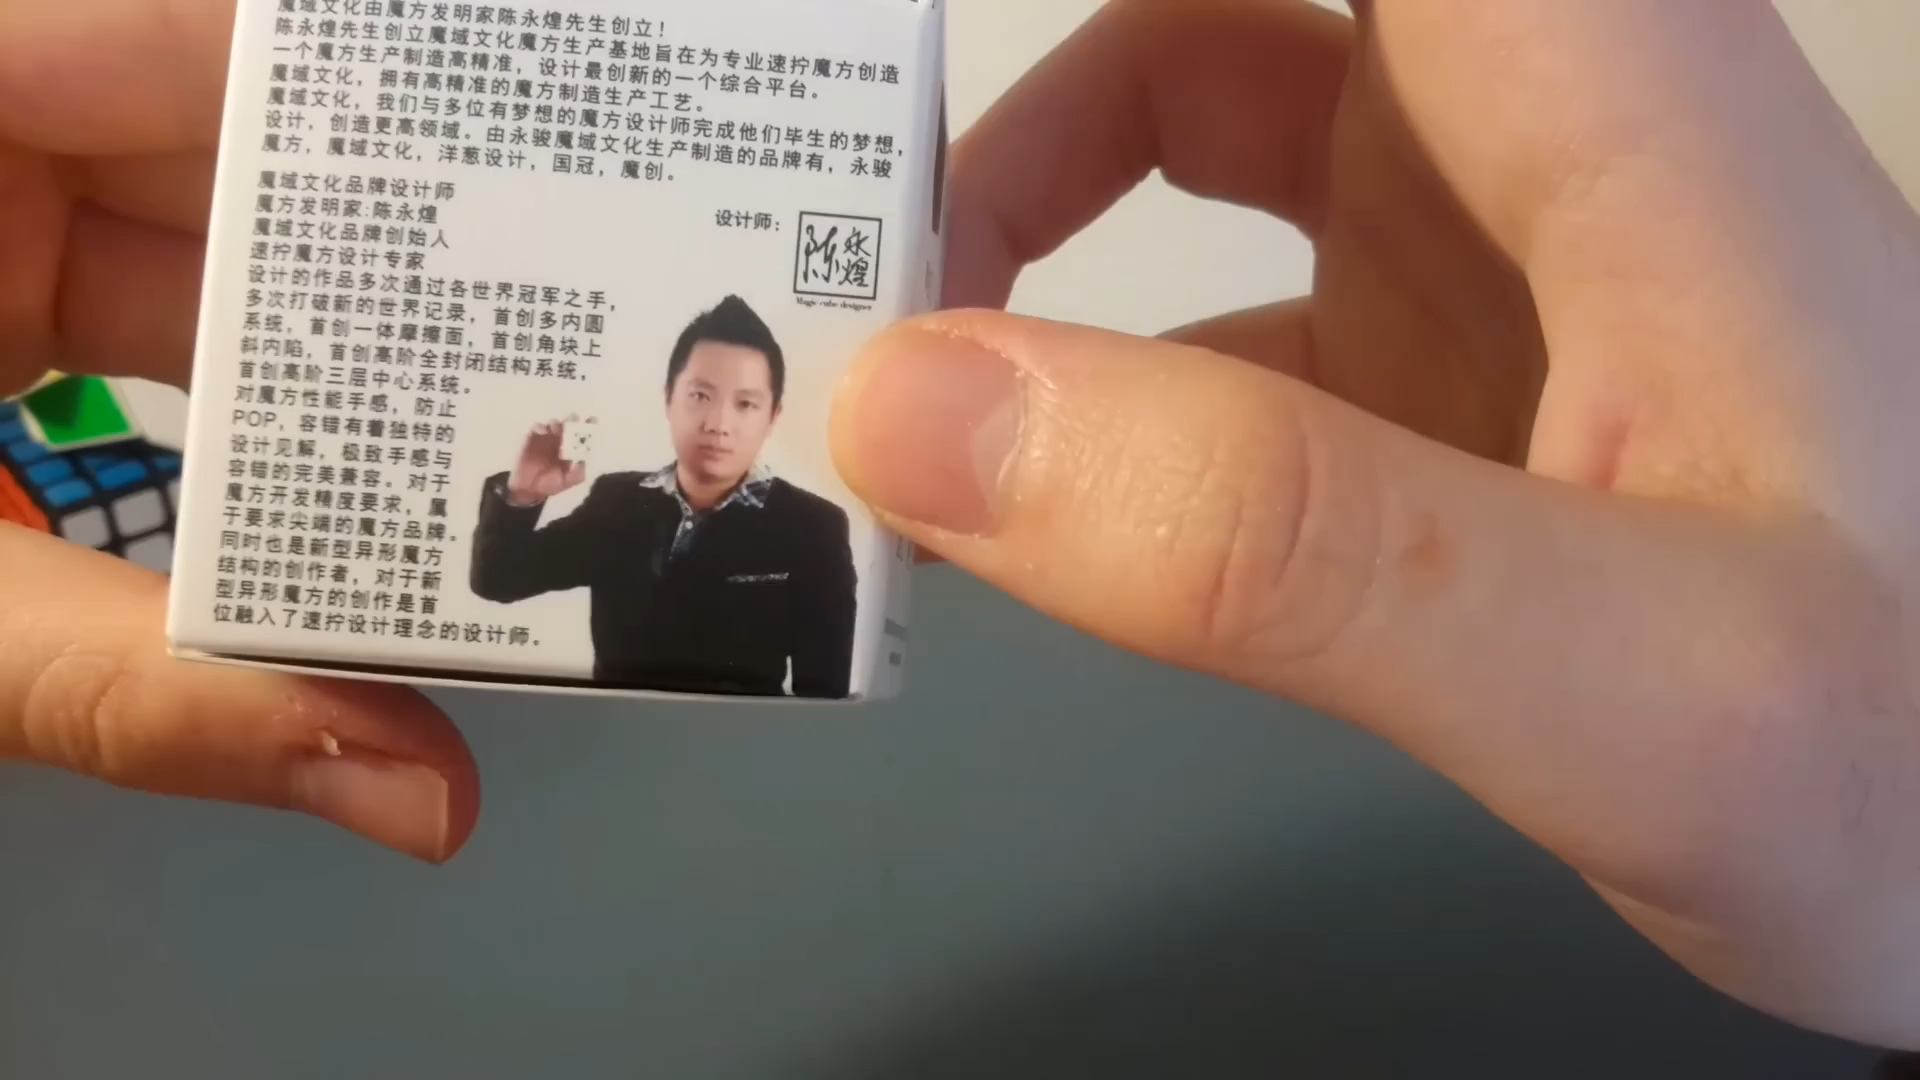 魔域文化由魔方发明家陈永煌先生创立！
陈永煌先生创立魔域文化魔方生产基地旨在为专业速拧魔方创造
一个魔方生产制造高精准，设计最创新的一个综合平台。
魔域文化，拥有高精准的魔方制造生产工艺。
魔域文化，我们与多位有梦想的魔方设计师完成他们毕生的梦想，
设计，创造更高领域。由永骏魔域文化生产制造的品牌有，永骏
魔方，魔域文化，洋葱设计，国冠，魔创。
魔域文化品牌设计师
魔方发明家:陈永煌
魔域文化品牌创始人
速拧魔方设计专家
设计的作品多次通过各世界冠军之手，
多次打破新的世界记录，首创多内圆
系统，首创一体摩擦面，首创角块上
斜内陷，首创高阶全封闭结构系统，
首创高阶三层中心系统。
对魔方性能手感，防止
POP，容错有着独特的
设计见解，极致手感与
容错的完美兼容。对于
魔方开发精度要求，属
于要求尖端的魔方品牌。
同时也是新型异形魔方
结构的创作者，对于新
型异形魔方的创作是首
位融入了速拧设计理念的设计师。
设计师：
陈永煌
Magic cube designer